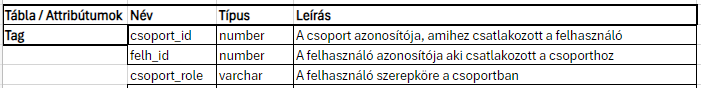 Tábla / Attribútumok Név Típus Leírás
Tag csoport_id number A csoport azonosítója, amihez csatlakozott a felhasználó
felh_id number A felhasználó azonosítója aki csatlakozott a csoporthoz
csoport_role varchar A felhasználó szerepköre a csoportban